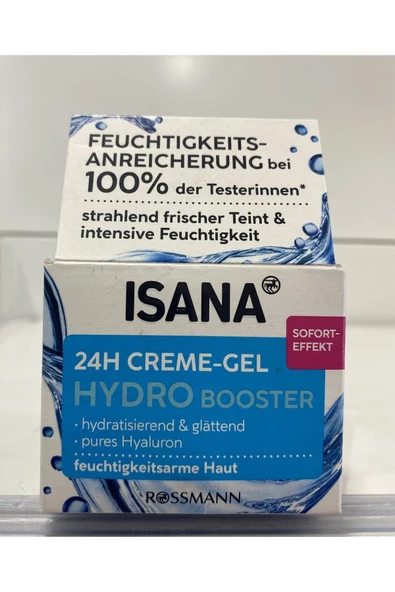 FEUCHTIGKEITS-
ANREICHERUNG bei
100% der Testerinnen*
strahlend frischer Teint &
intensive Feuchtigkeit
ISANA
SOFORT-
EFFEKT
24H CREME-GEL
HYDRO BOOSTER
· hydratisierend & glättend
· pures Hyaluron
feuchtigkeitsarme Haut
ROSSMANN